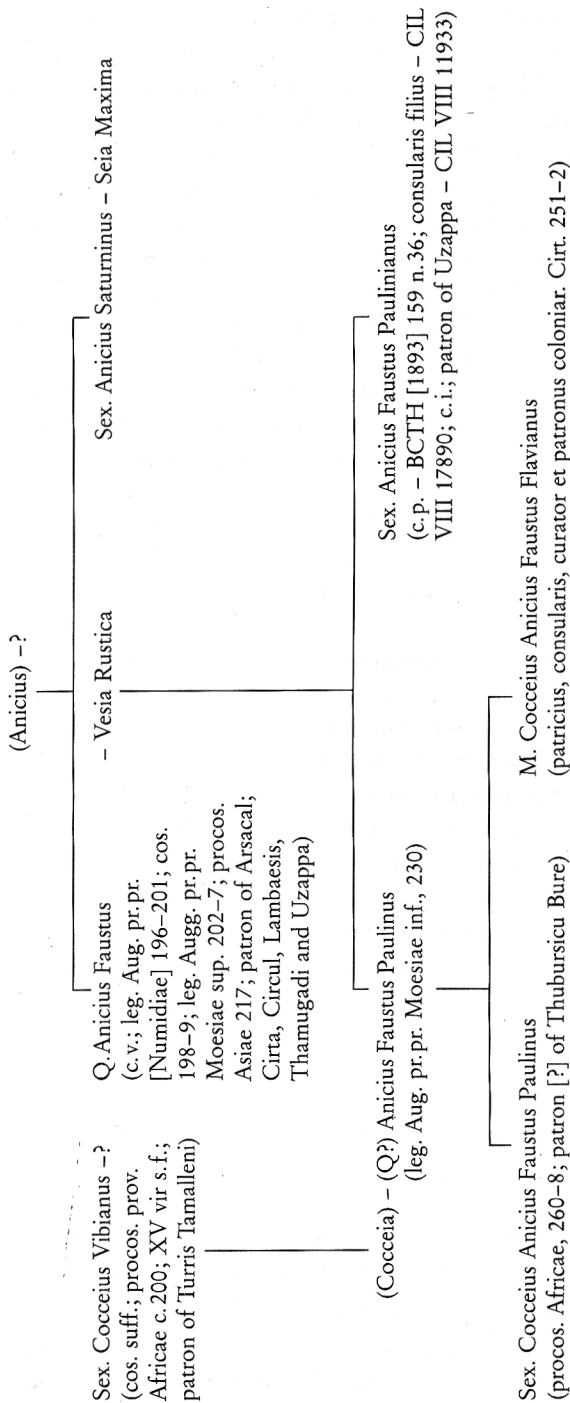 (Anicius) –?
Sex. Cocceius Vibianus –?
(cos. suff.; procos. prov.
Africae c.200; XV vir s.f.;
patron of Turris Tamalleni)
Q. Anicius Faustus
(c.v.; leg. Aug. pr.pr.
[Numidiae] 196–201; cos.
198–9; leg. Augg. pr.pr.
Moesiae sup. 202–7; procos.
Asiae 217; patron of Arsacal;
Cirta, Circul, Lambaesis,
Thamugadi and Uzappa)
– Vesia Rustica
Sex. Anicius Saturninus – Seia Maxima
(Cocceia) – (Q?) Anicius Faustus Paulinus
(leg. Aug. pr.pr. Moesiae inf., 230)
Sex. Anicius Faustus Paulinianus
(c.p. – BCTH [1893] 159 n.36; consularis filius – CIL
VIII 17890; c.i.; patron of Uzappa – CIL VIII 11933)
Sex. Cocceius Anicius Faustus Paulinus
(procos. Africae, 260–8; patron [?] of Thubursicu Bure)
M. Cocceius Anicius Faustus Flavianus
(patricius, consularis, curator et patronus coloniar. Cirt. 251–2)